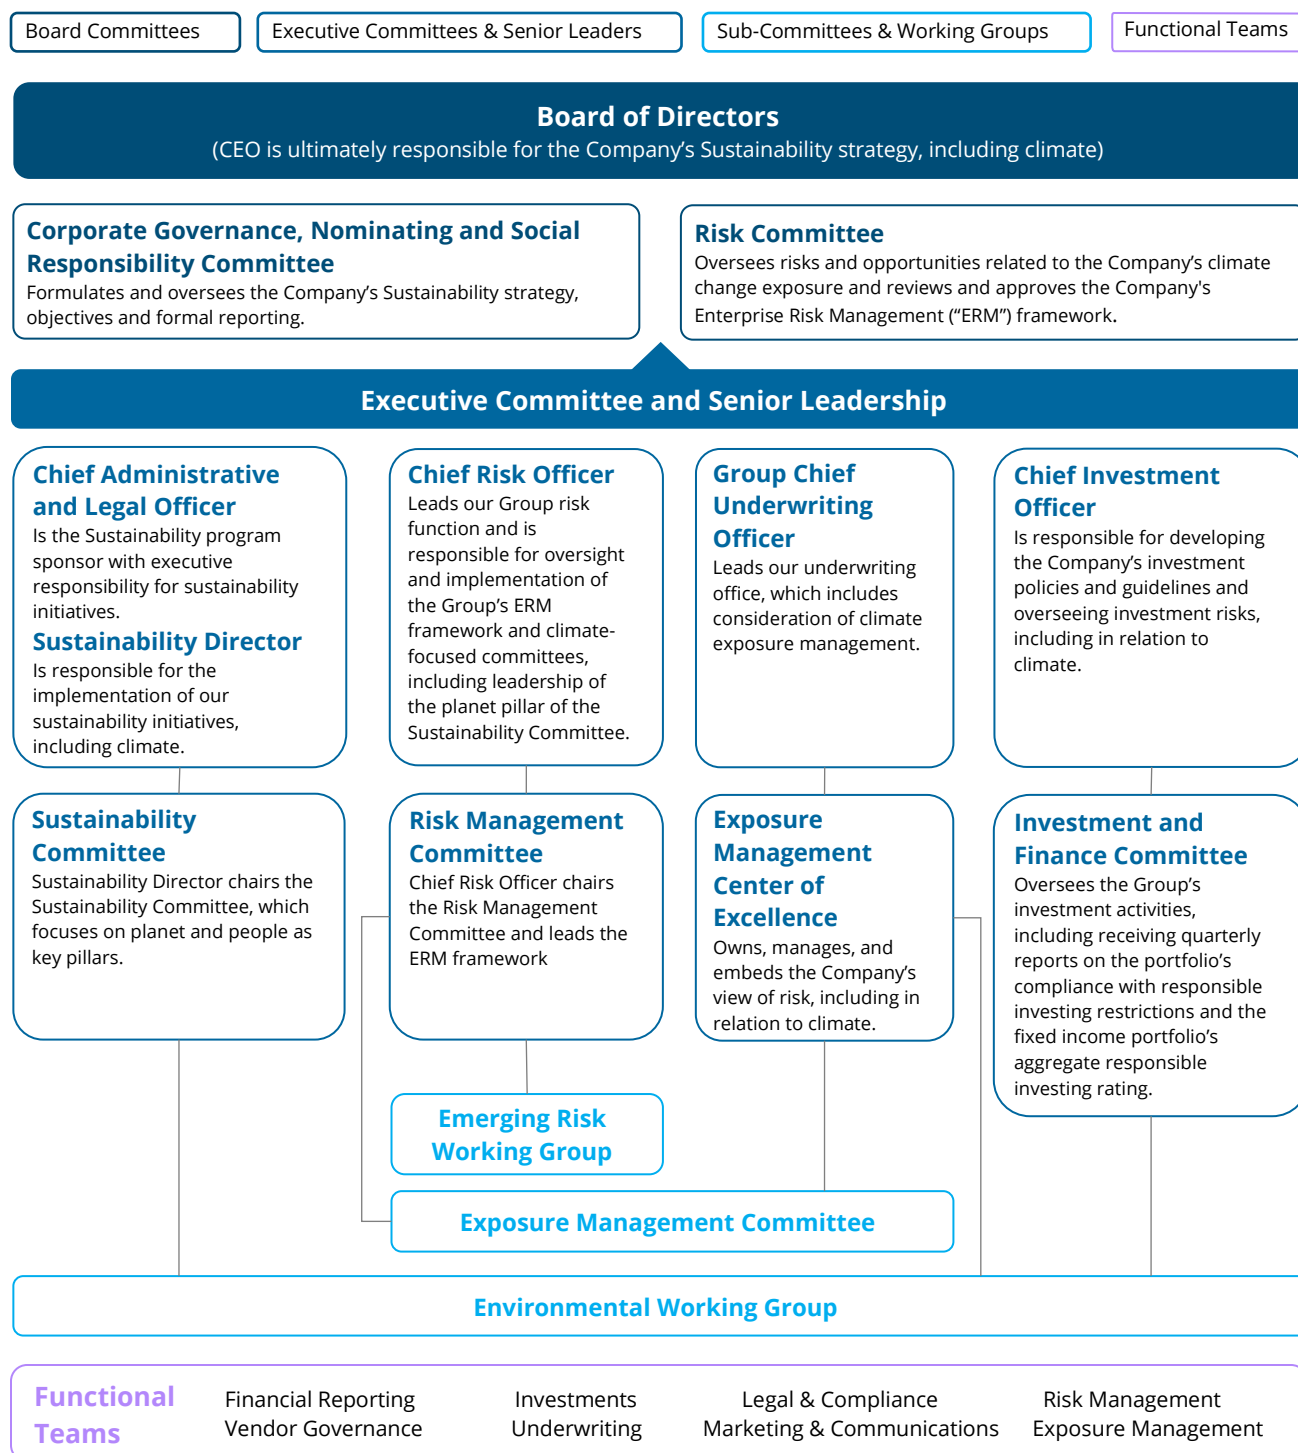 Board Committees
Executive Committees & Senior Leaders
Sub-Committees & Working Groups
Functional Teams
Board of Directors
(CEO is ultimately responsible for the Company’s Sustainability strategy, including climate)
Corporate Governance, Nominating and Social
Responsibility Committee
Formulates and oversees the Company’s Sustainability strategy,
objectives and formal reporting.
Risk Committee
Oversees risks and opportunities related to the Company’s climate
change exposure and reviews and approves the Company's
Enterprise Risk Management (“ERM”) framework.
Executive Committee and Senior Leadership
Chief Administrative
and Legal Officer
Is the Sustainability program
sponsor with executive
responsibility for sustainability
initiatives.
Sustainability Director
Is responsible for the
implementation of our
sustainability initiatives,
including climate.
Chief Risk Officer
Leads our Group risk
function and is
responsible for oversight
and implementation of
the Group’s ERM
framework and climate-
focused committees,
including leadership of
the planet pillar of the
Sustainability Committee.
Group Chief
Underwriting
Officer
Leads our underwriting
office, which includes
consideration of climate
exposure management.
Chief Investment
Officer
Is responsible for developing
the Company’s investment
policies and guidelines and
overseeing investment risks,
including in relation to
climate.
Sustainability
Committee
Sustainability Director chairs the
Sustainability Committee, which
focuses on planet and people as
key pillars.
Risk Management
Committee
Chief Risk Officer chairs
the Risk Management
Committee and leads the
ERM framework
Exposure
Management
Center of
Excellence
Owns, manages, and
embeds the Company’s
view of risk, including in
relation to climate.
Investment and
Finance Committee
Oversees the Group’s
investment activities,
including receiving quarterly
reports on the portfolio’s
compliance with responsible
investing restrictions and the
fixed income portfolio’s
aggregate responsible
investing rating.
Emerging Risk
Working Group
Exposure Management Committee
Environmental Working Group
Functional
Teams
Financial Reporting
Vendor Governance
Investments
Underwriting
Legal & Compliance
Marketing & Communications
Risk Management
Exposure Management